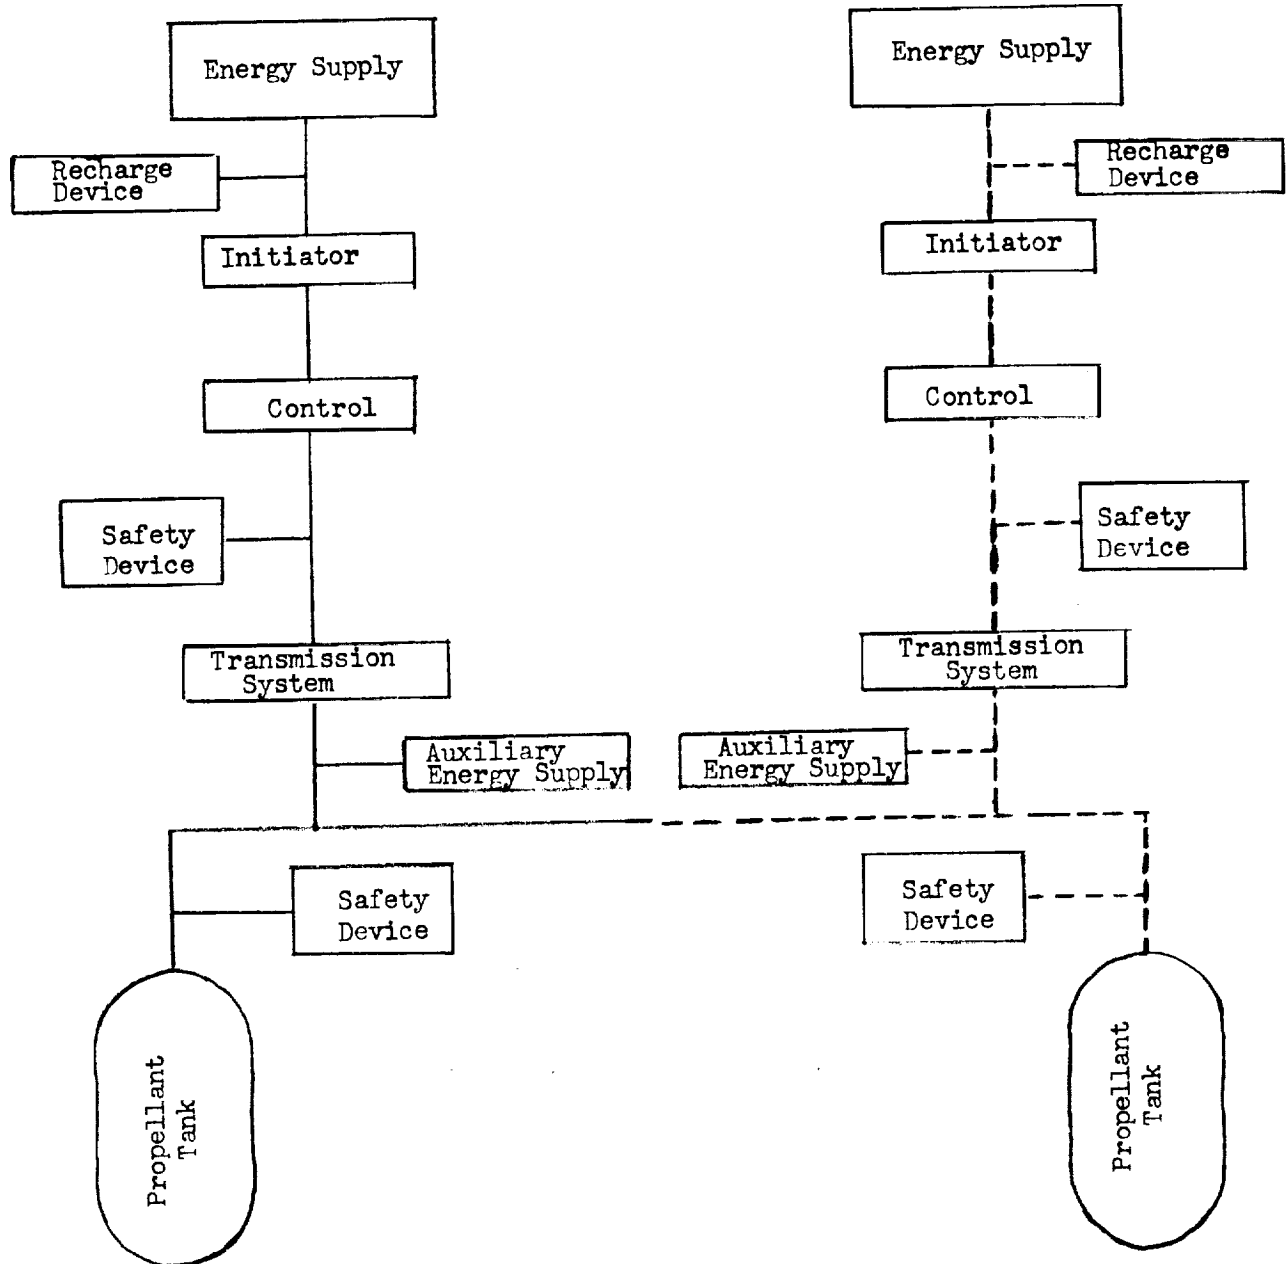 Energy Supply
Energy Supply
Recharge
Device
Recharge
Device
Initiator
Initiator
Control
Control
Safety
Device
Safety
Device
Transmission
System
Transmission
System
Auxiliary
Energy Supply
Auxiliary
Energy Supply
Safety
Device
Safety
Device
Propellant
Tank
Propellant
Tank